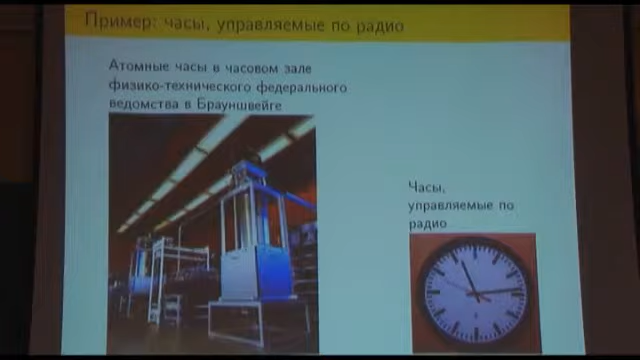 Пример: часы, управляемые по радио
Атомные часы в часовом зале
физико-технического федерального
ведомства в Брауншвейге
Часы,
управляемые по
радио